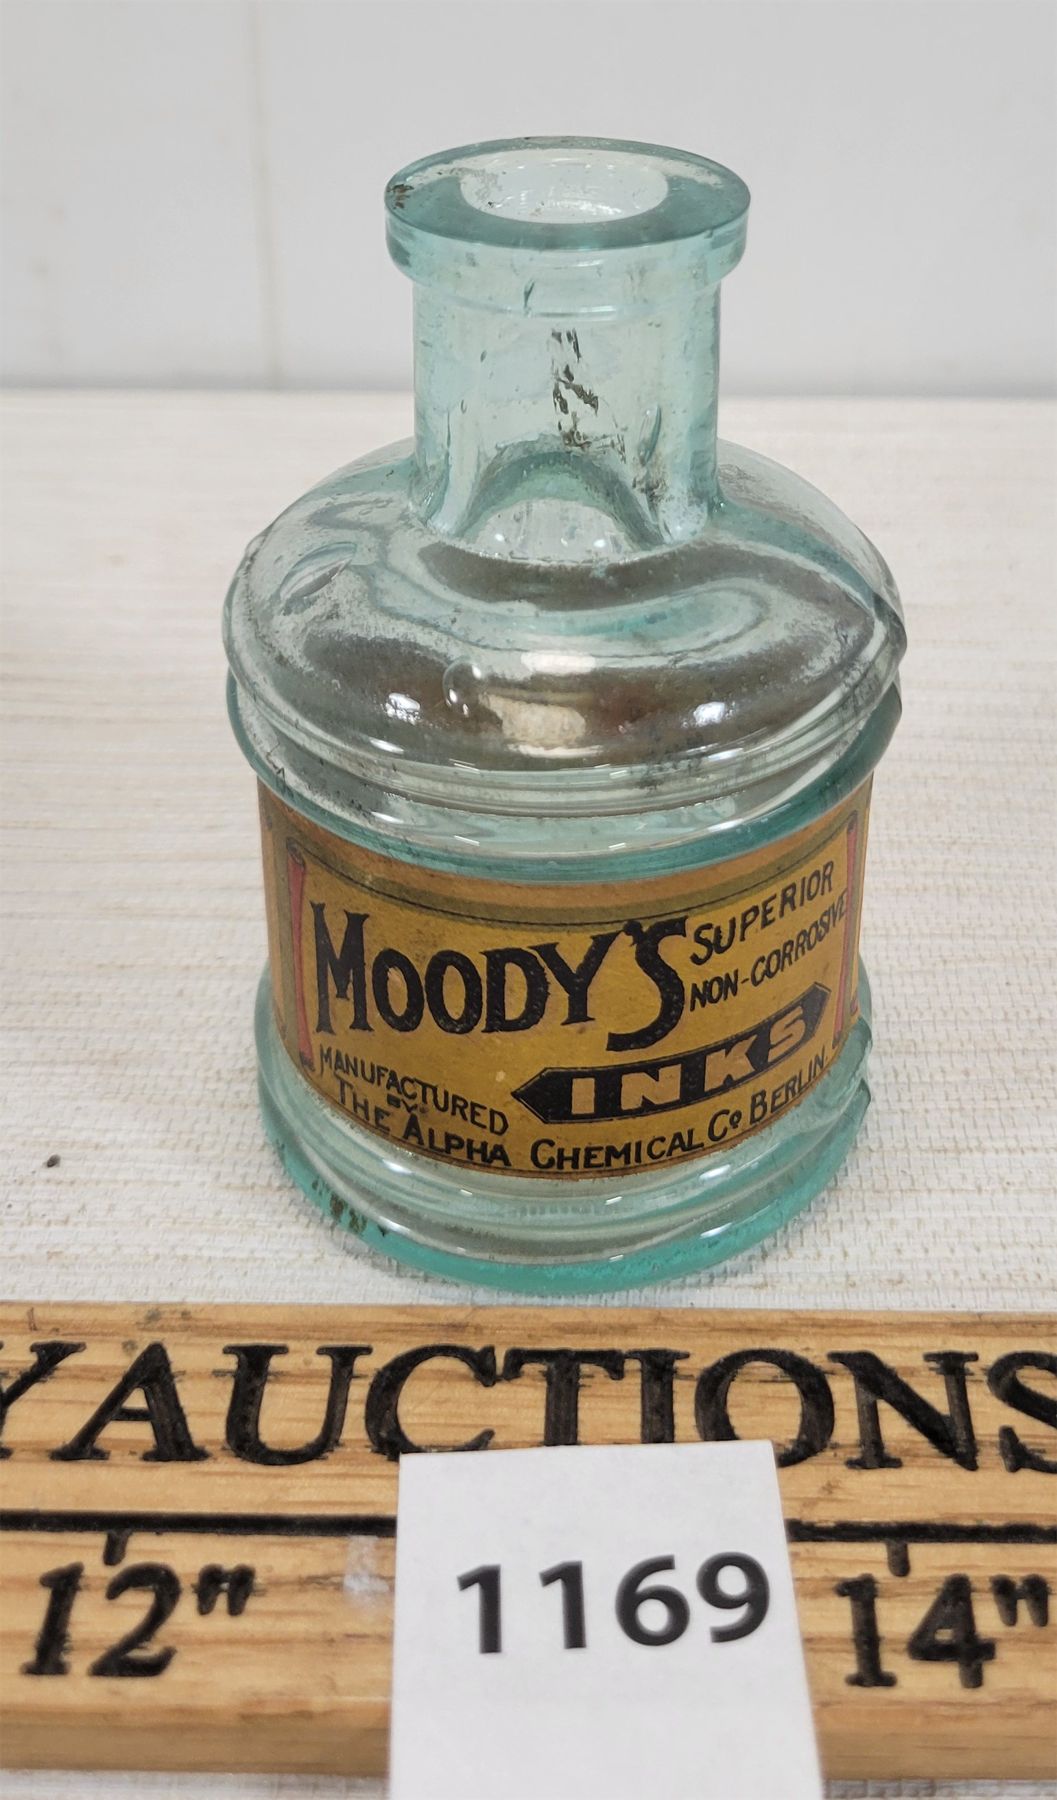 MOODY'S
SUPERIOR
NON-CORROSIVE
INKS
MANUFACTURED
BY
THE ALPHA CHEMICAL Co BERLIN.
Y AUCTIONS
12" 14"
1169